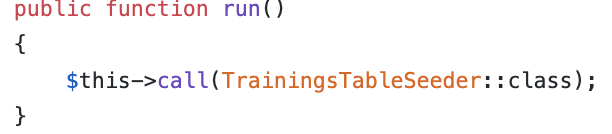 public function run()
{
    $this->call(TrainingsTableSeeder::class);
}